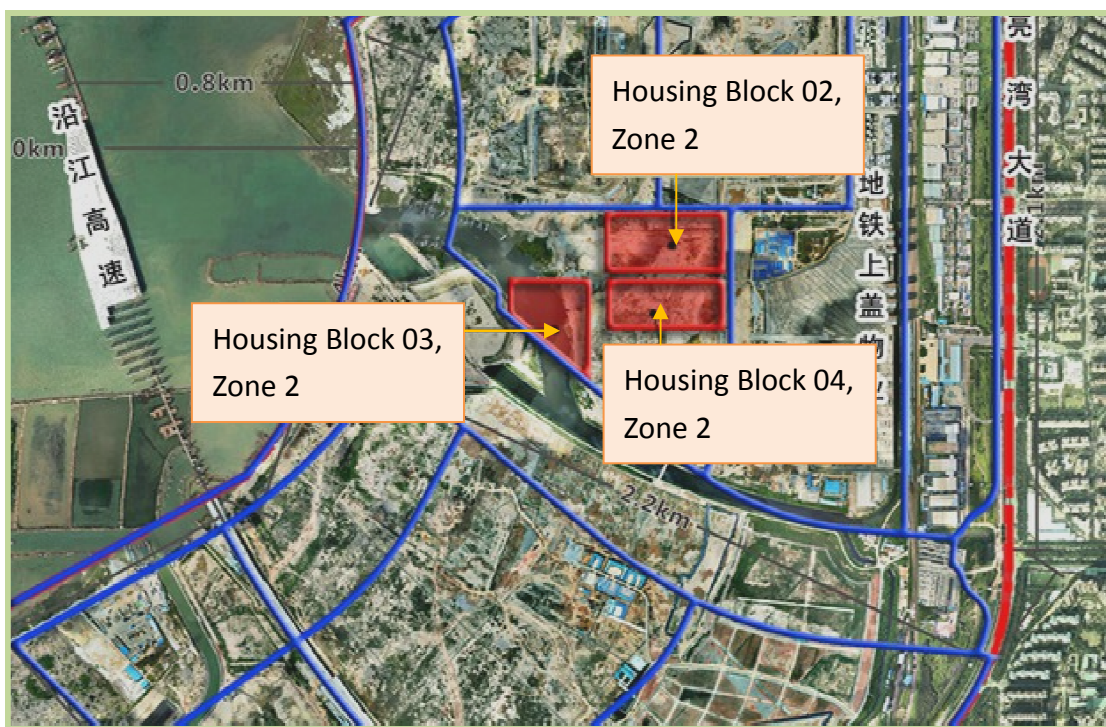 Housing Block 02,
Zone 2
0.8km
0km
沿江高速
亮湾大道
地铁上盖物
Housing Block 03,
Zone 2
Housing Block 04,
Zone 2
2.2km